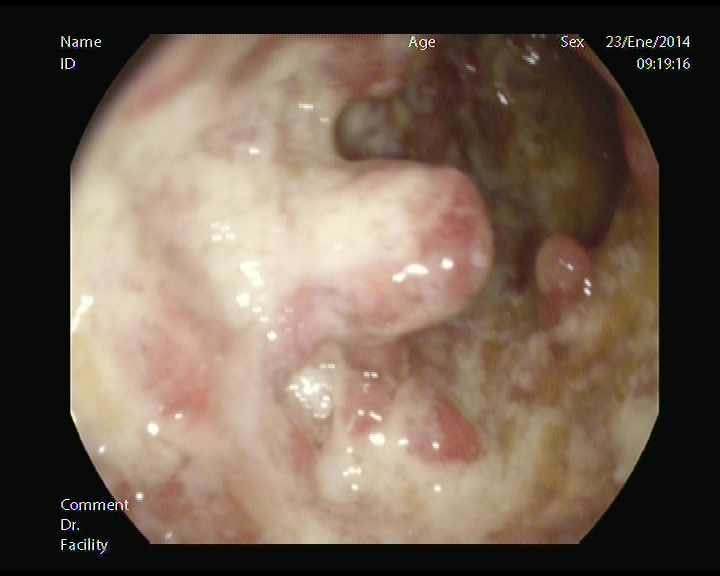 Name Age Sex 23/Ene/2014
ID 09:19:16
Comment
Dr.
Facility